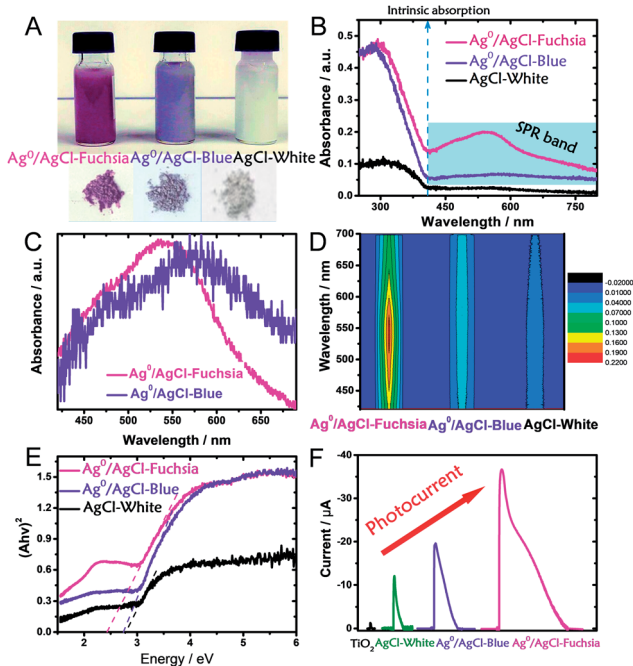 A
Ag⁰/AgCl-Fuchsia Ag⁰/AgCl-Blue AgCl-White
B
Intrinsic absorption
Ag⁰/AgCl-Fuchsia
Ag⁰/AgCl-Blue
AgCl-White
SPR band
Absorbance / a.u.
0.5
0.4
0.3
0.2
0.1
0.0
300 450 600 750
Wavelength / nm
C
Absorbance / a.u.
Ag⁰/AgCl-Fuchsia
Ag⁰/AgCl-Blue
450 500 550 600 650
Wavelength / nm
D
Wavelength / nm
700
650
600
550
500
450
-0.02000
0.01000
0.04000
0.07000
0.1000
0.1300
0.1600
0.1900
0.2200
Ag⁰/AgCl-Fuchsia Ag⁰/AgCl-Blue AgCl-White
E
Ag⁰/AgCl-Fuchsia
Ag⁰/AgCl-Blue
AgCl-White
(Ahv)²
1.5
1.2
0.9
0.6
0.3
0.0
2 3 4 5 6
Energy / eV
F
Photocurrent
Current / µA
-40
-30
-20
-10
0
TiO₂ AgCl-White Ag⁰/AgCl-Blue Ag⁰/AgCl-Fuchsia